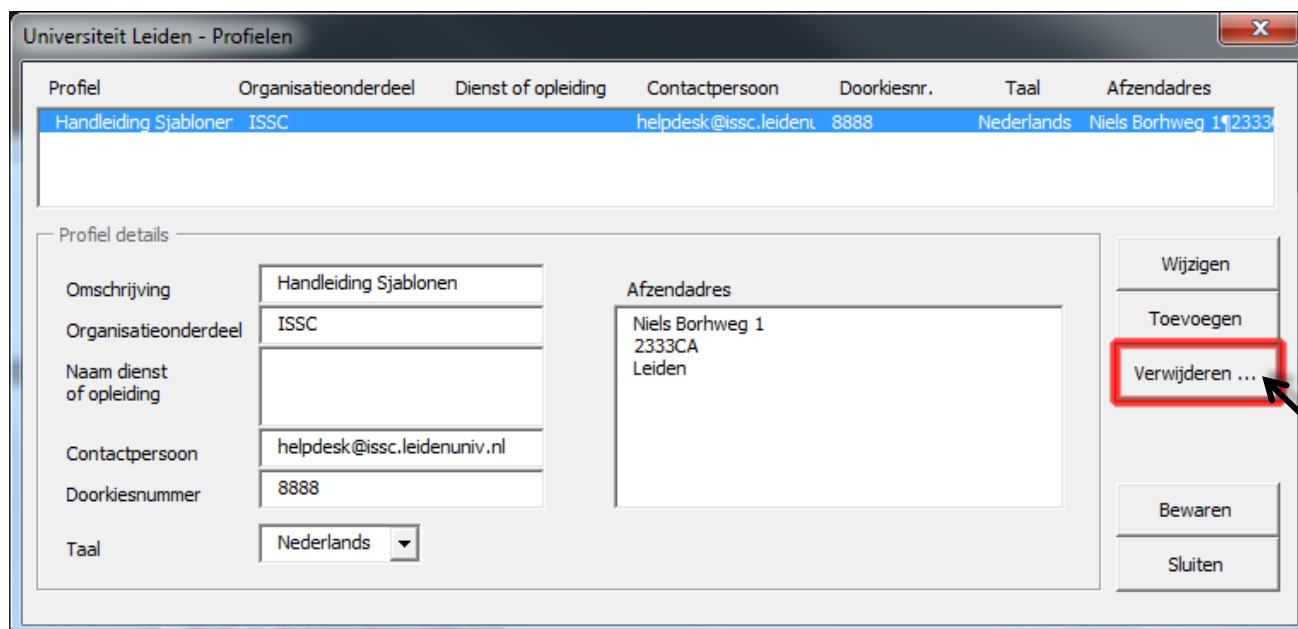 Universiteit Leiden - Profielen
Profiel Organisatieonderdeel Dienst of opleiding Contactpersoon Doorkiesnr. Taal Afzendadres
Handleiding Sjabloner ISSC helpdesk@issc.leidenu 8888 Nederlands Niels Borhweg 1¶2333
Profiel details
Omschrijving Handleiding Sjablonen
Organisatieonderdeel ISSC
Naam dienst
of opleiding
Contactpersoon helpdesk@issc.leidenuniv.nl
Doorkiesnummer 8888
Taal Nederlands
Afzendadres
Niels Borhweg 1
2333CA
Leiden
Wijzigen
Toevoegen
Verwijderen ...
Bewaren
Sluiten